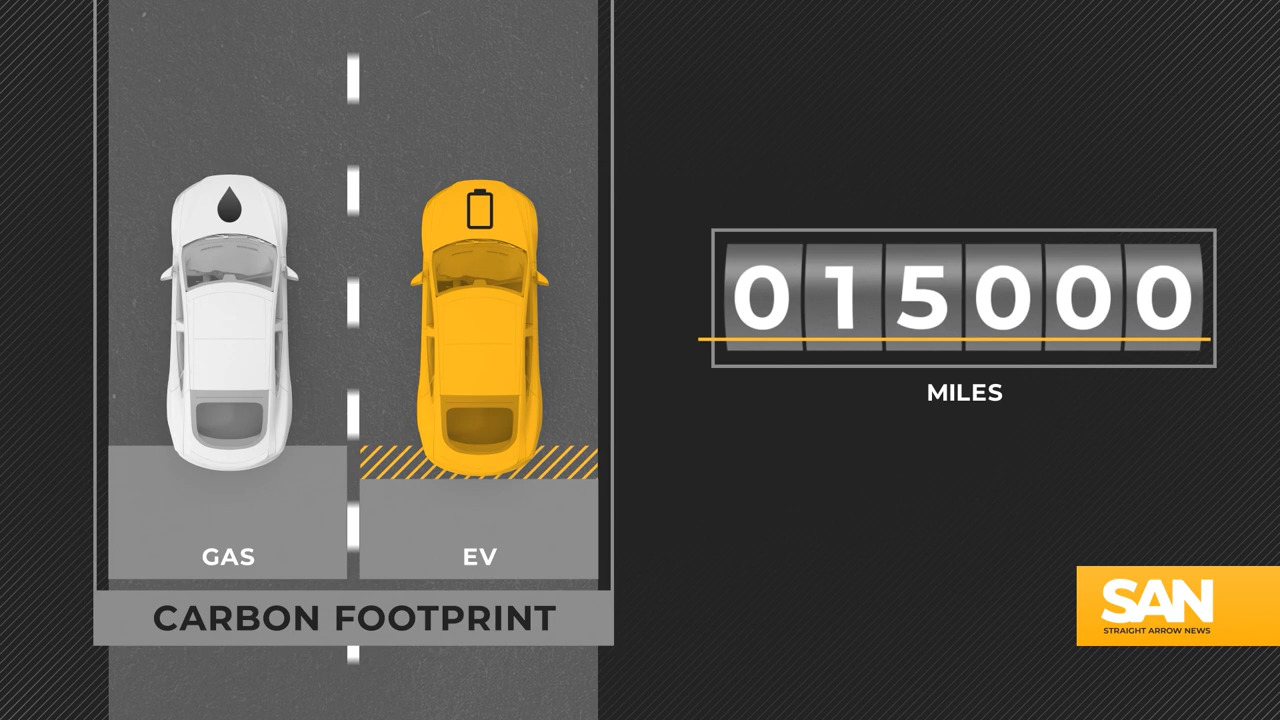 GAS
EV
CARBON FOOTPRINT
015000
MILES
SAN
STRAIGHT ARROW NEWS